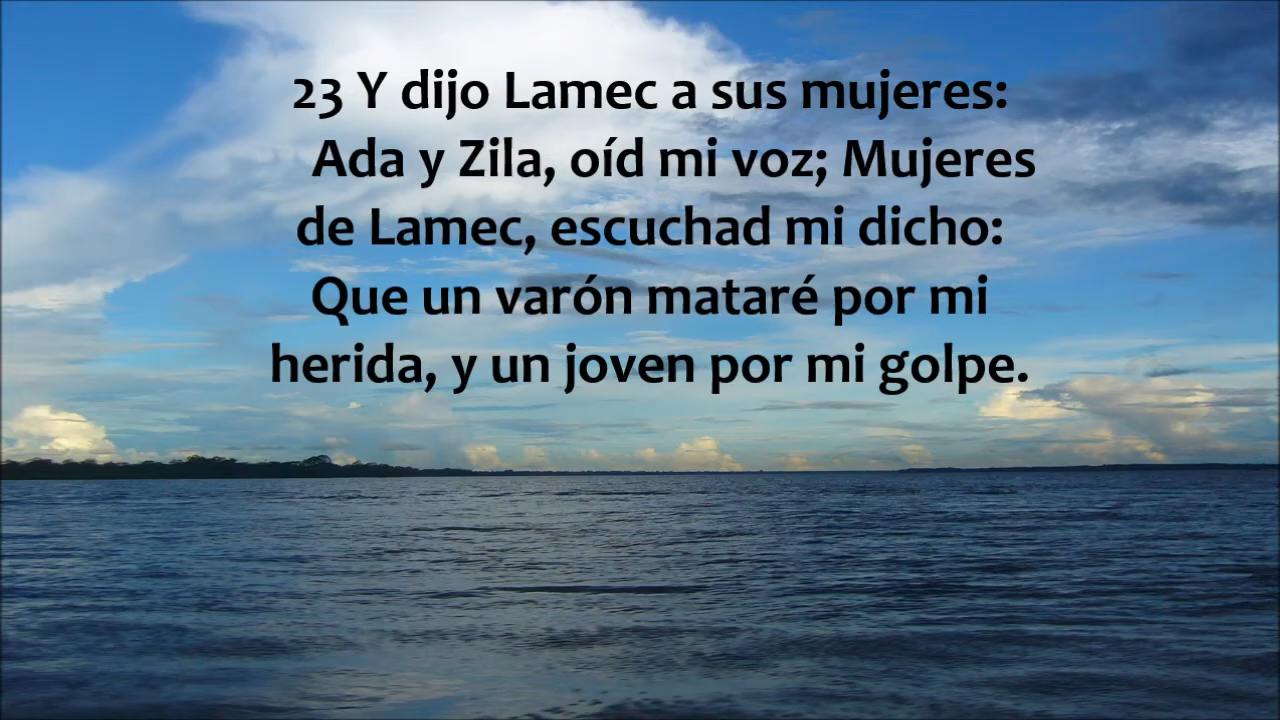 23 Y dijo Lamec a sus mujeres:
Ada y Zila, oíd mi voz; Mujeres
de Lamec, escuchad mi dicho:
Que un varón mataré por mi
herida, y un joven por mi golpe.